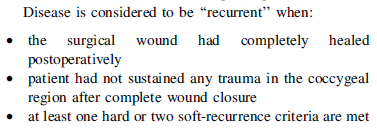 Disease is considered to be “recurrent” when:
• the surgical wound had completely healed
postoperatively
• patient had not sustained any trauma in the coccygeal
region after complete wound closure
• at least one hard or two soft-recurrence criteria are met